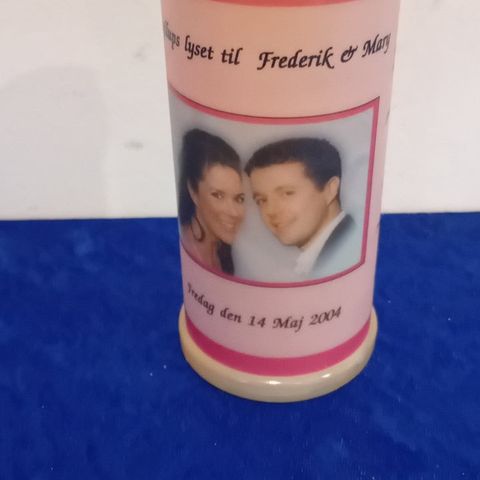 lyset til Frederik & Mary
Fredag den 14 Maj 2004